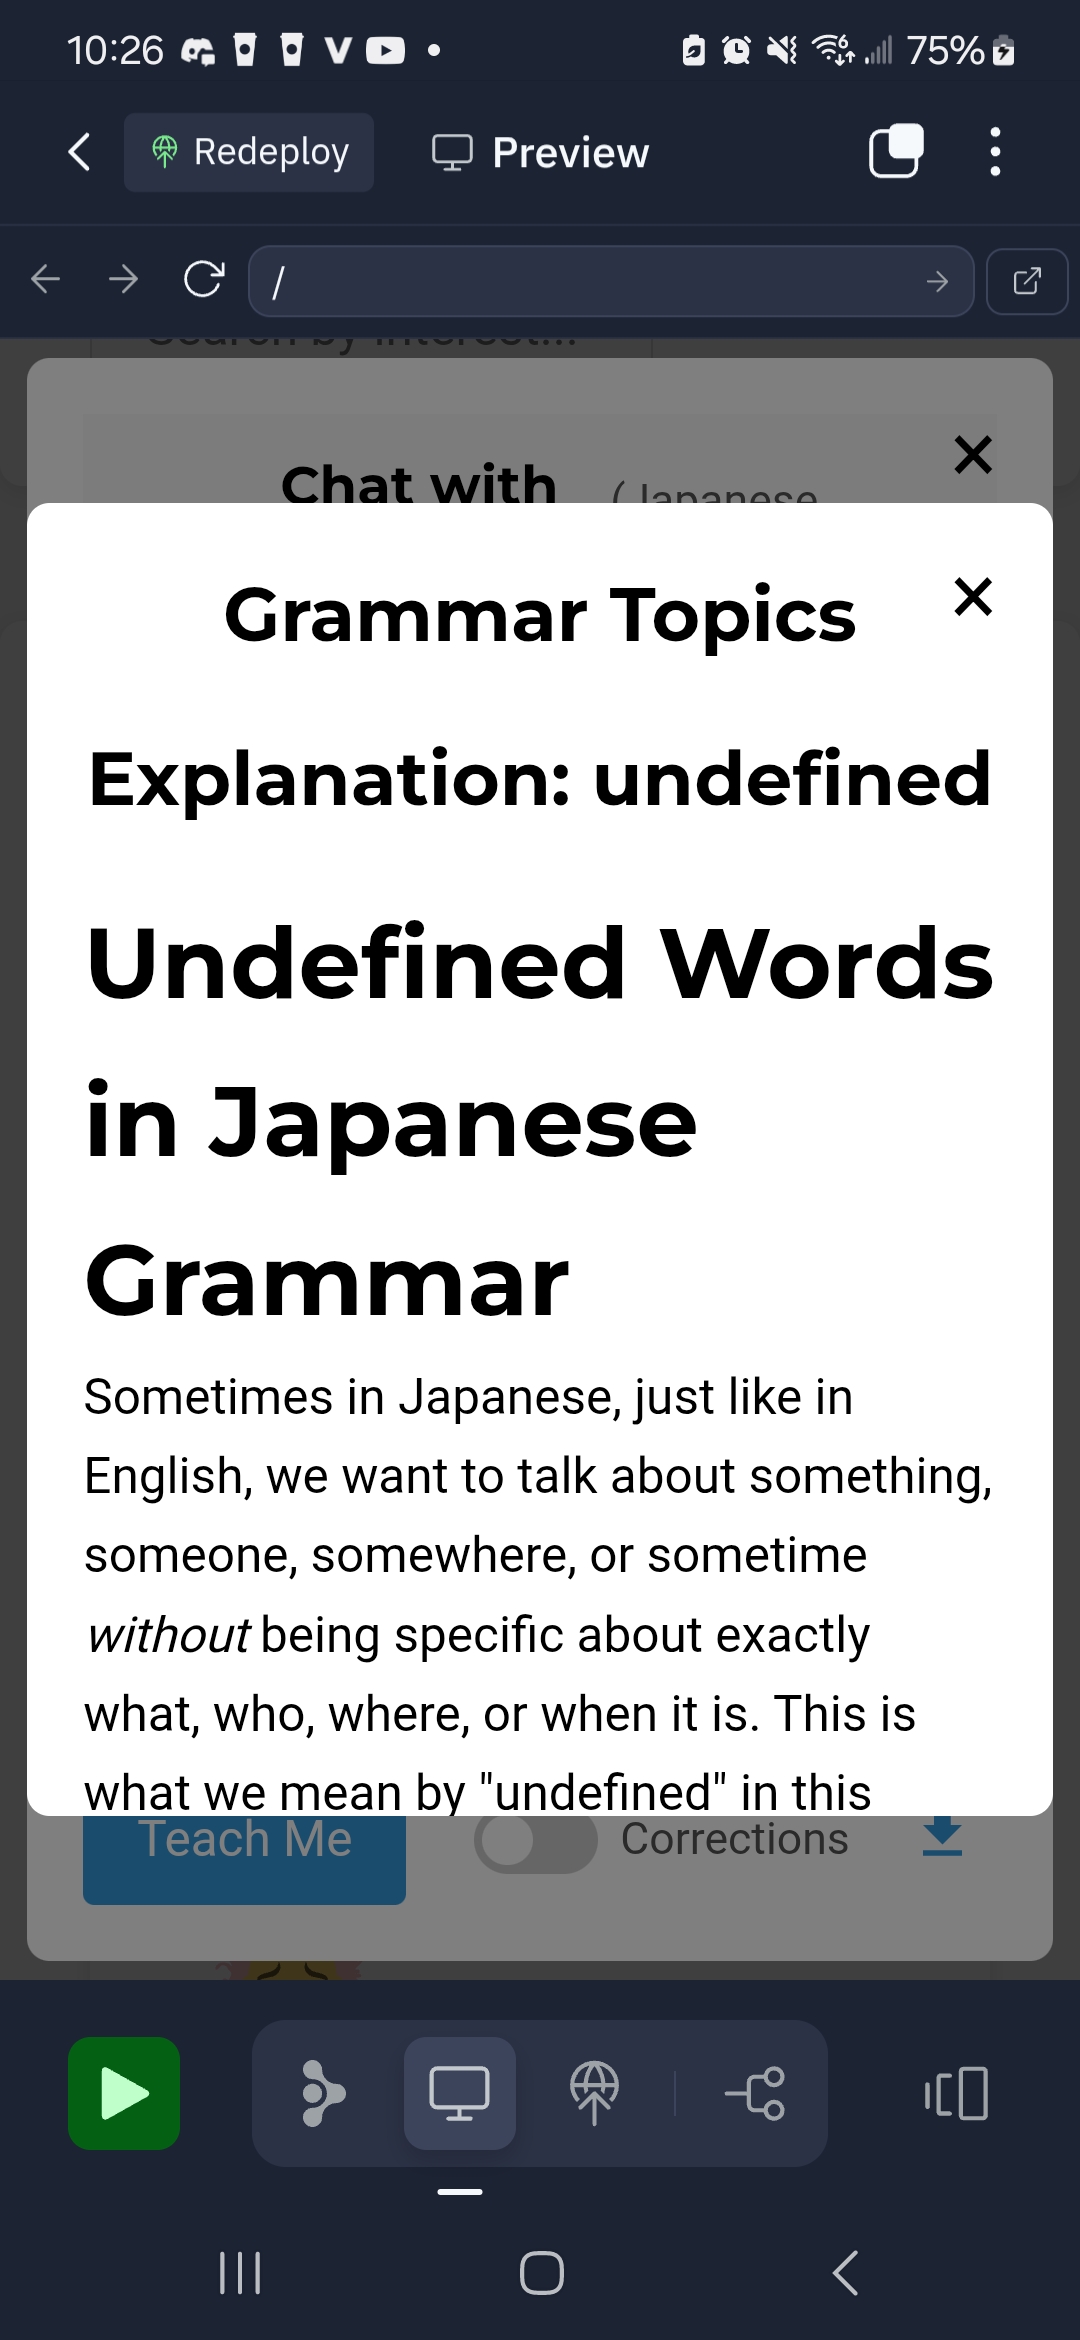 10:26
75%
Redeploy
Preview
/
Search by interest...
Chat with
(Japanese
Grammar Topics
Explanation: undefined
Undefined Words
in Japanese
Grammar
Sometimes in Japanese, just like in
English, we want to talk about something,
someone, somewhere, or sometime
without being specific about exactly
what, who, where, or when it is. This is
what we mean by "undefined" in this
Teach Me
Corrections